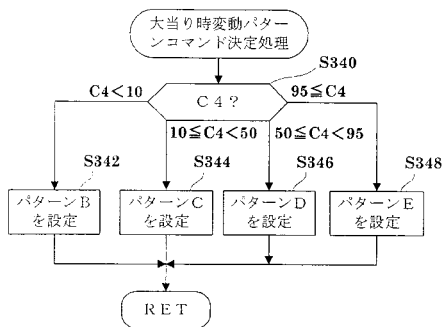 大当り時変動パター
ンコマンド決定処理
S340
C4<10
C4?
95≦C4
10≦C4<50
50≦C4<95
S342
S344
S346
S348
パターンB
を設定
パターンC
を設定
パターンD
を設定
パターンE
を設定
RET